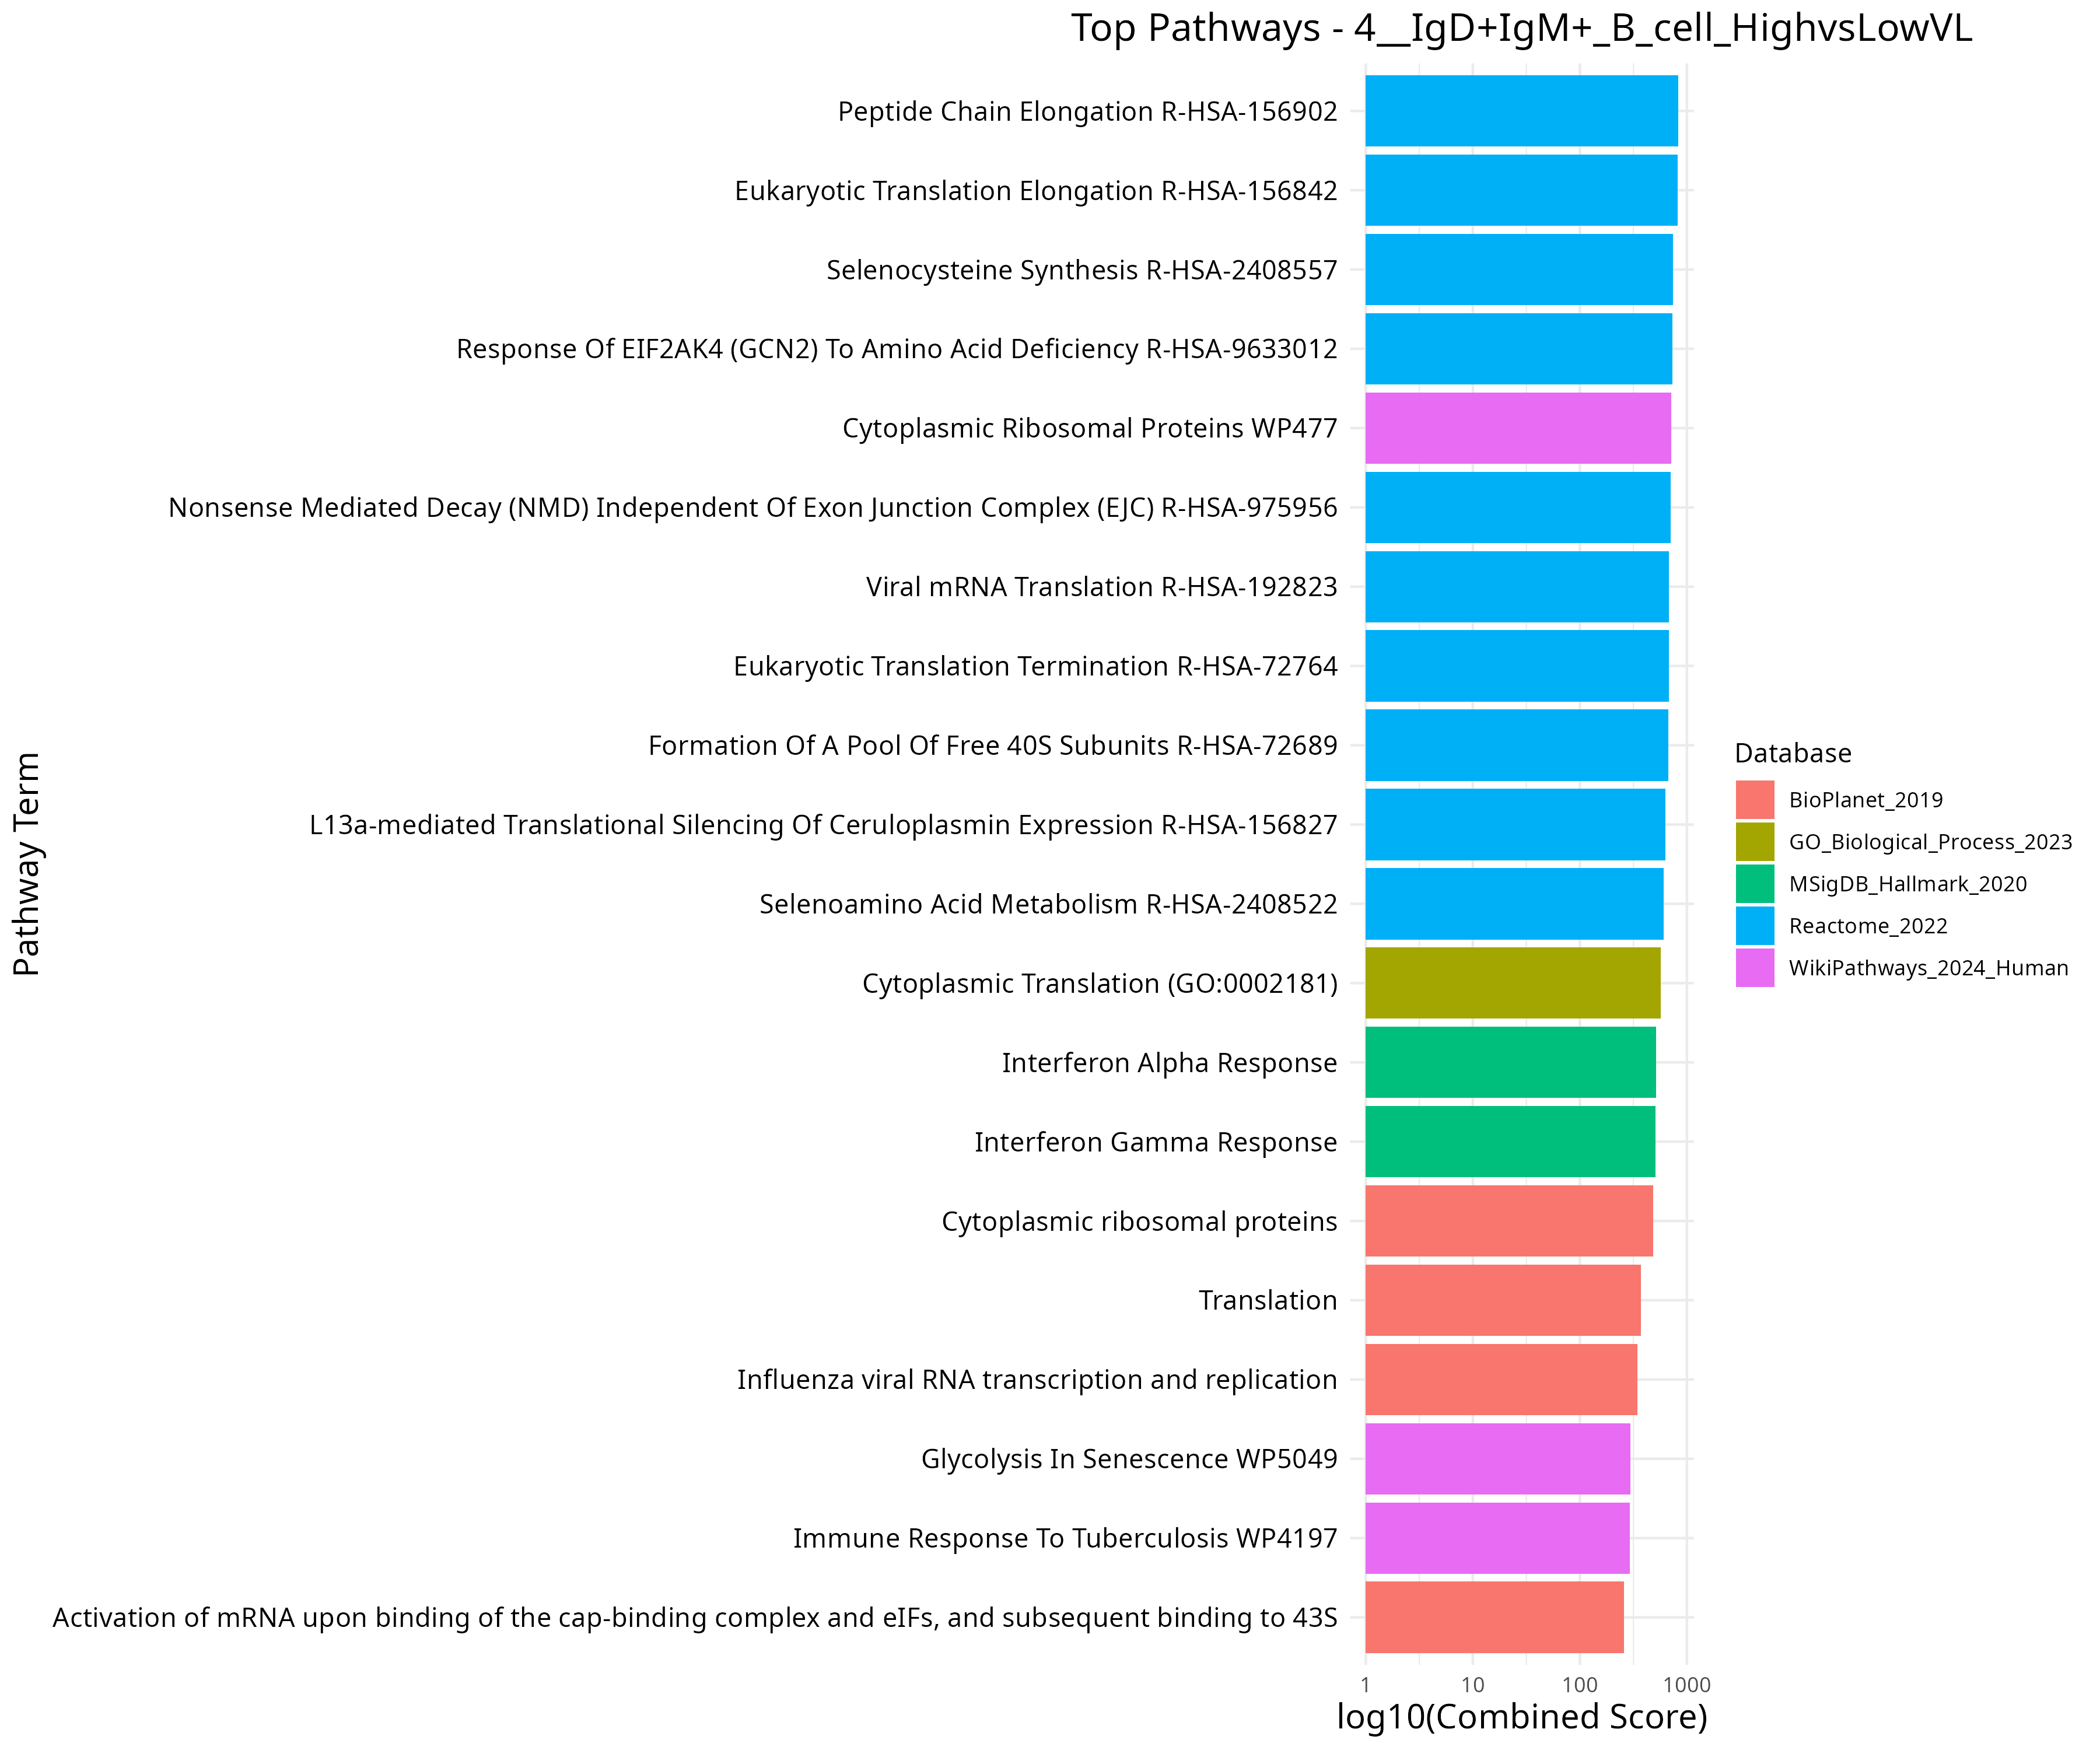 Top Pathways - 4__IgD+IgM+_B_cell_HighvsLowVL
Pathway Term
Peptide Chain Elongation R-HSA-156902
Eukaryotic Translation Elongation R-HSA-156842
Selenocysteine Synthesis R-HSA-2408557
Response Of EIF2AK4 (GCN2) To Amino Acid Deficiency R-HSA-9633012
Cytoplasmic Ribosomal Proteins WP477
Nonsense Mediated Decay (NMD) Independent Of Exon Junction Complex (EJC) R-HSA-975956
Viral mRNA Translation R-HSA-192823
Eukaryotic Translation Termination R-HSA-72764
Formation Of A Pool Of Free 40S Subunits R-HSA-72689
L13a-mediated Translational Silencing Of Ceruloplasmin Expression R-HSA-156827
Selenoamino Acid Metabolism R-HSA-2408522
Cytoplasmic Translation (GO:0002181)
Interferon Alpha Response
Interferon Gamma Response
Cytoplasmic ribosomal proteins
Translation
Influenza viral RNA transcription and replication
Glycolysis In Senescence WP5049
Immune Response To Tuberculosis WP4197
Activation of mRNA upon binding of the cap-binding complex and eIFs, and subsequent binding to 43S
1 10 100 1000
log10(Combined Score)
Database
BioPlanet_2019
GO_Biological_Process_2023
MSigDB_Hallmark_2020
Reactome_2022
WikiPathways_2024_Human